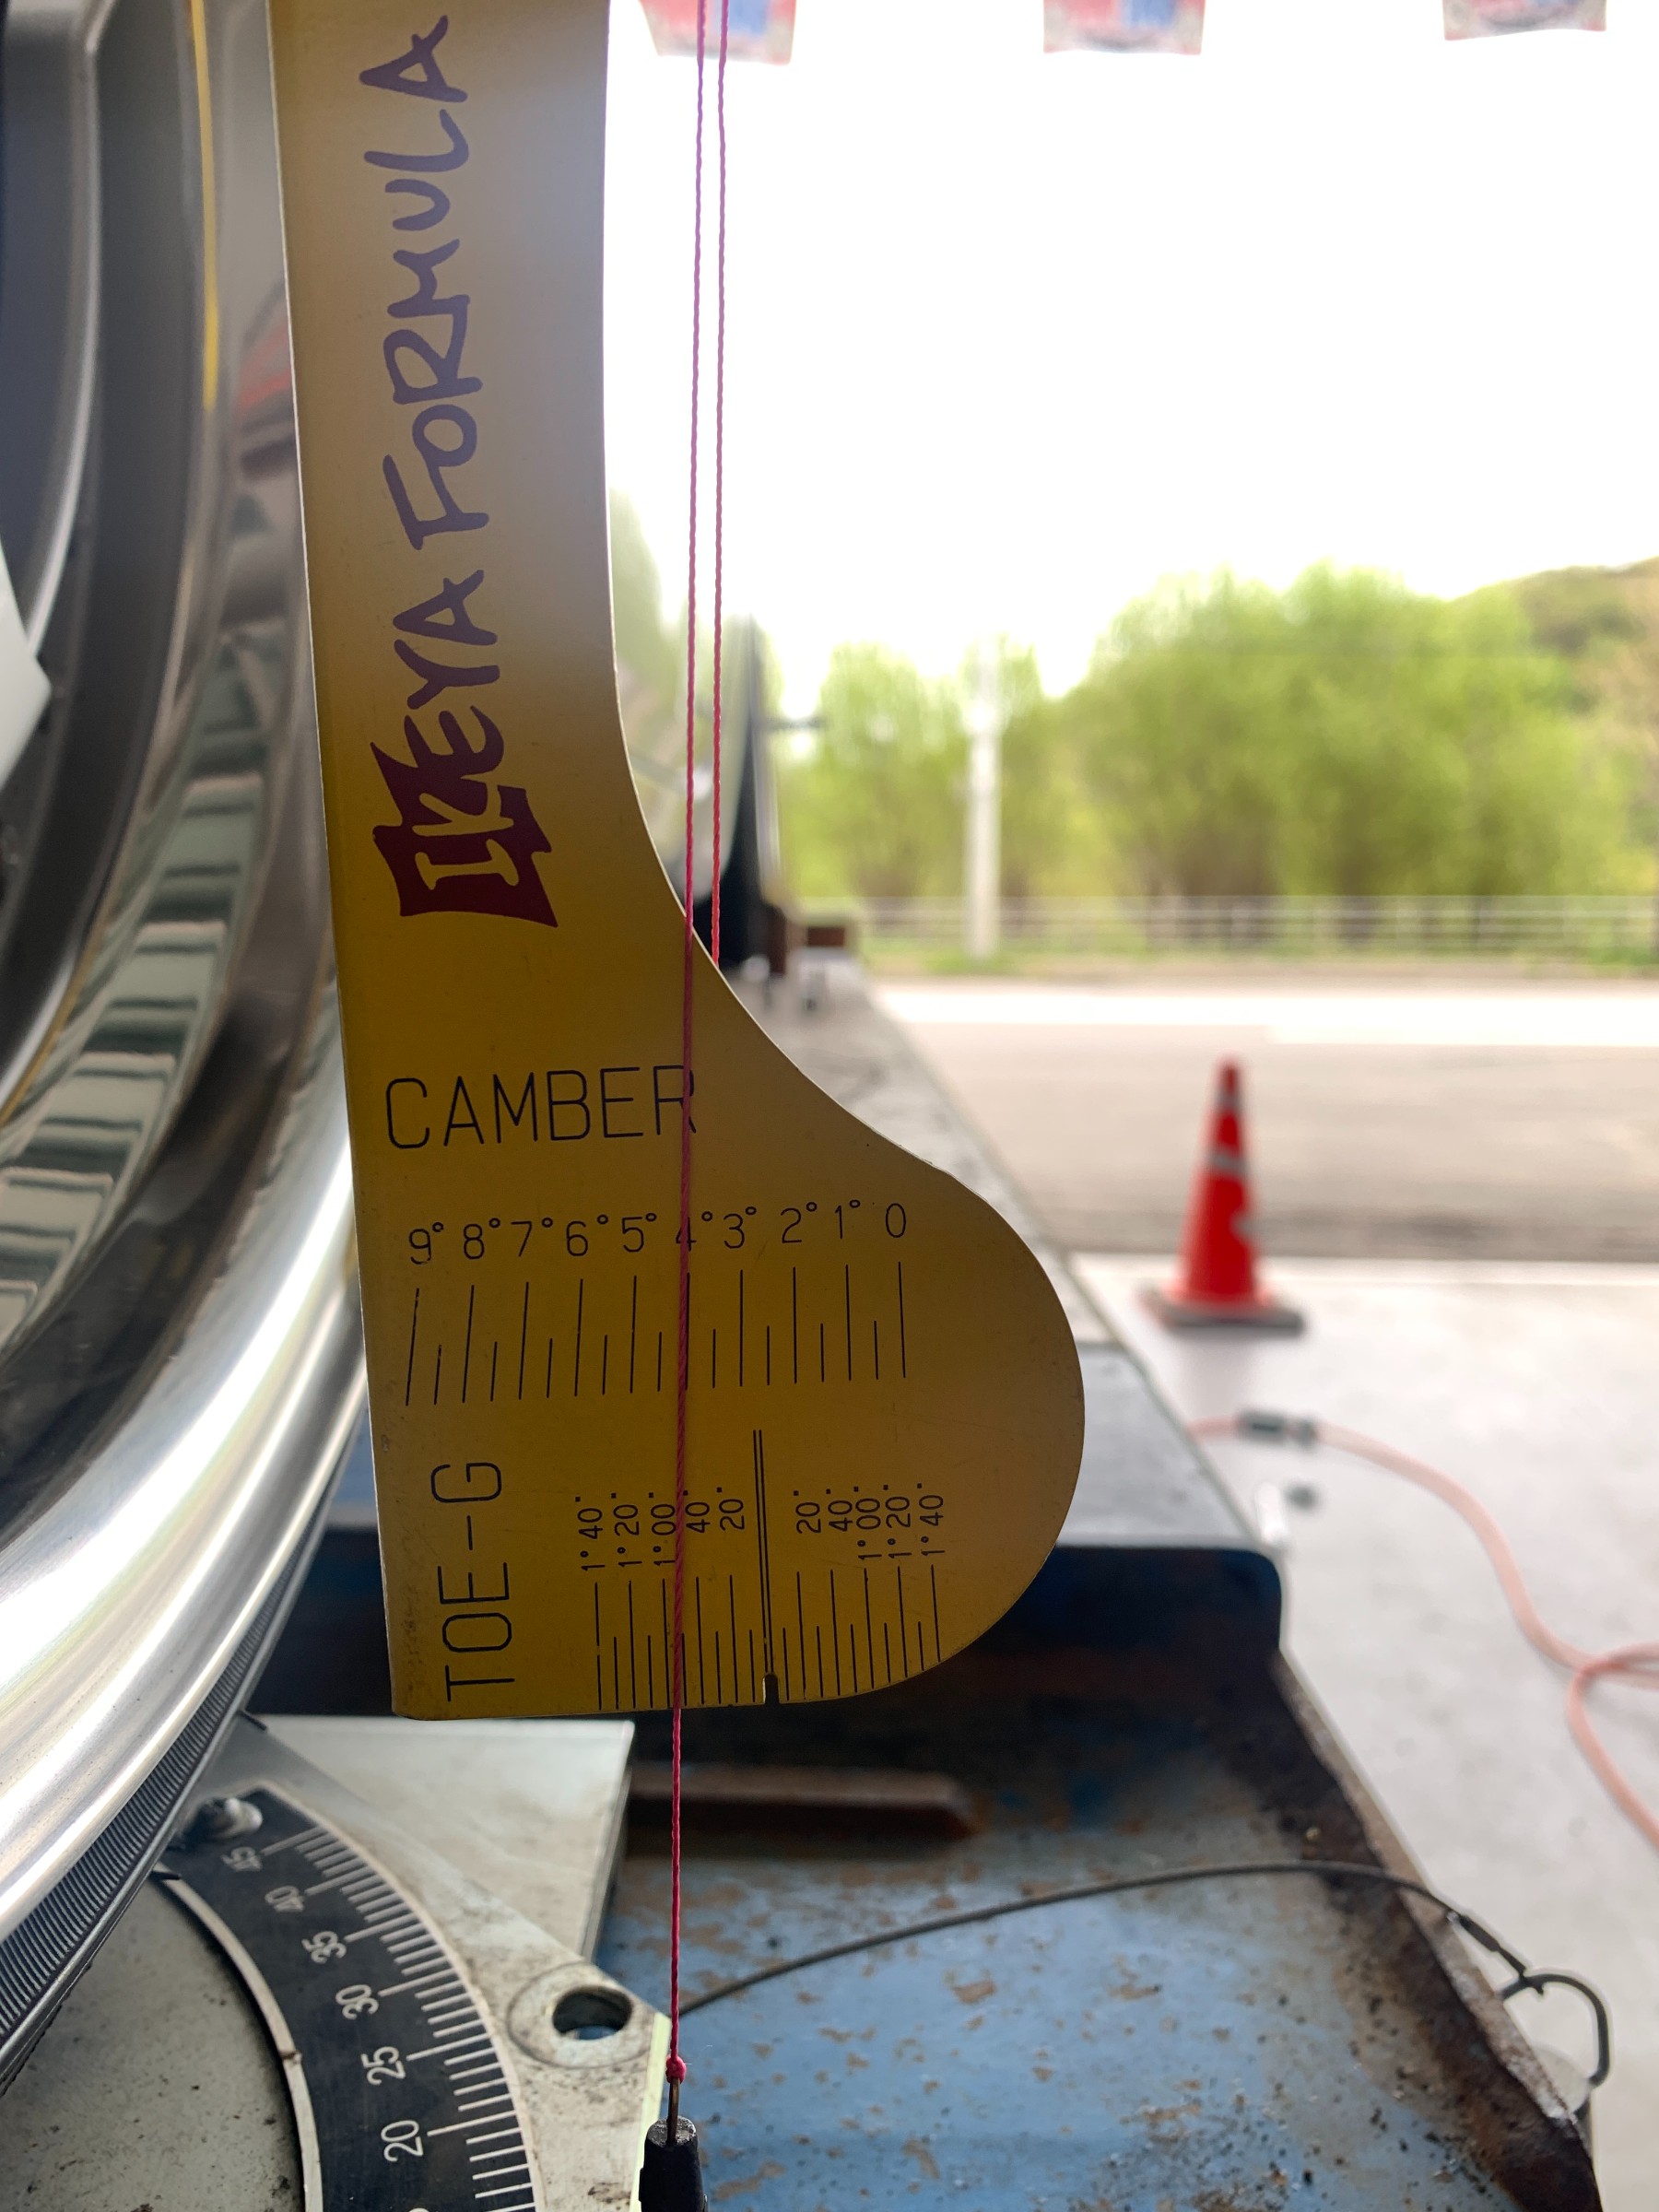 IKEYA FORMULA
CAMBER
9° 8° 7° 6° 5° 4° 3° 2° 1° 0
TOE-G
1°40' 1°20' 1°00' 40' 20' 20' 40' 1°00' 1°20' 1°40'
45 40 35 30 25 20